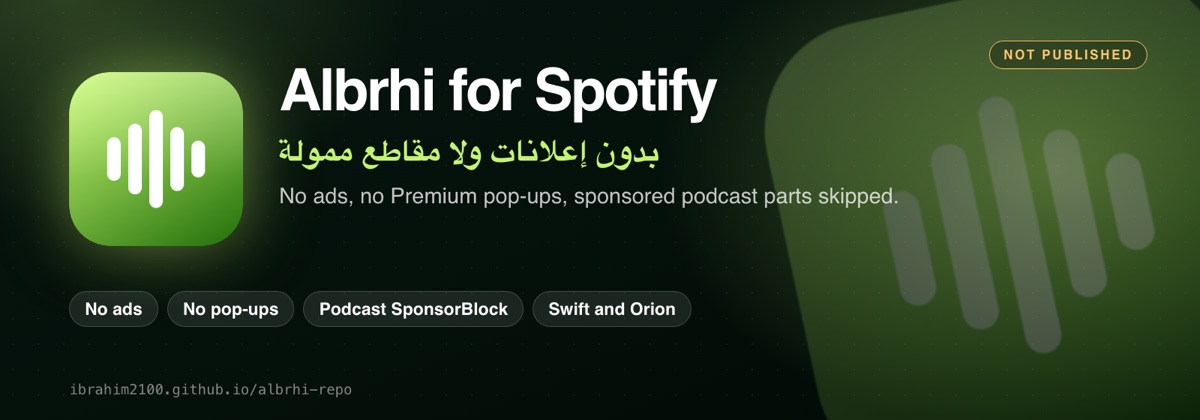 NOT PUBLISHED
Albrhi for Spotify
بدون إعلانات ولا مقاطع ممولة
No ads, no Premium pop-ups, sponsored podcast parts skipped.
No ads
No pop-ups
Podcast SponsorBlock
Swift and Orion
ibrahim2100.github.io/albrhi-repo